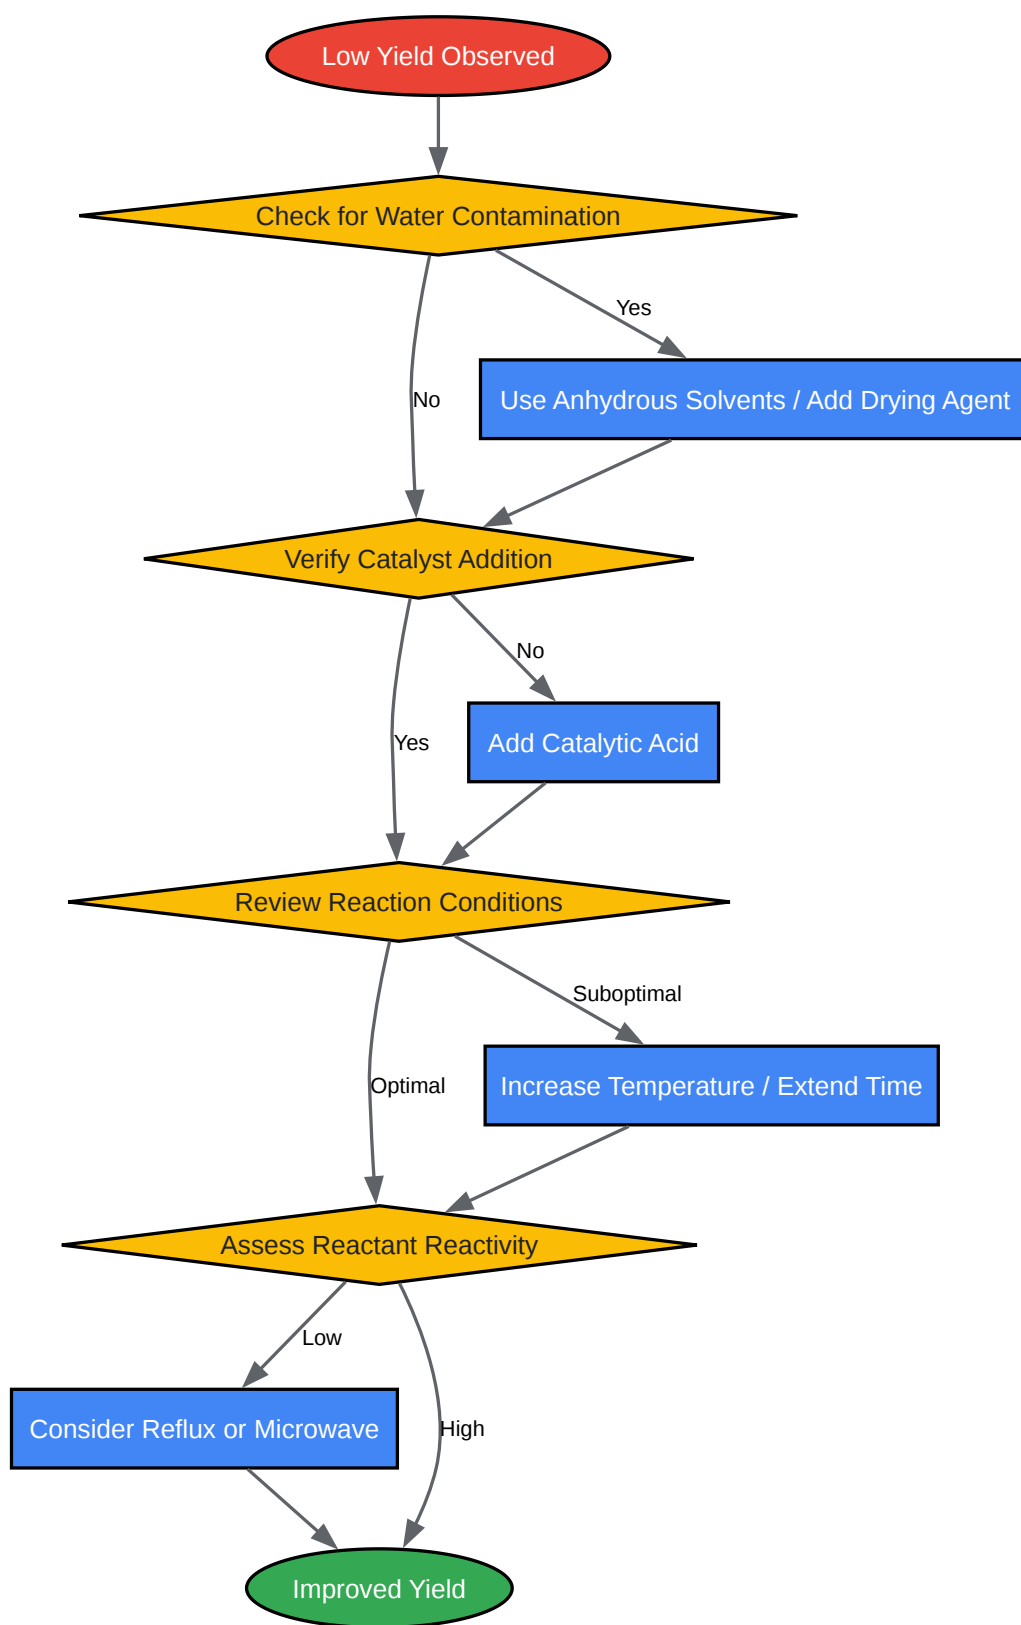 Low Yield Observed
Check for Water Contamination
Yes
No
Use Anhydrous Solvents / Add Drying Agent
Verify Catalyst Addition
No
Yes
Add Catalytic Acid
Review Reaction Conditions
Suboptimal
Optimal
Increase Temperature / Extend Time
Assess Reactant Reactivity
Low
High
Consider Reflux or Microwave
Improved Yield